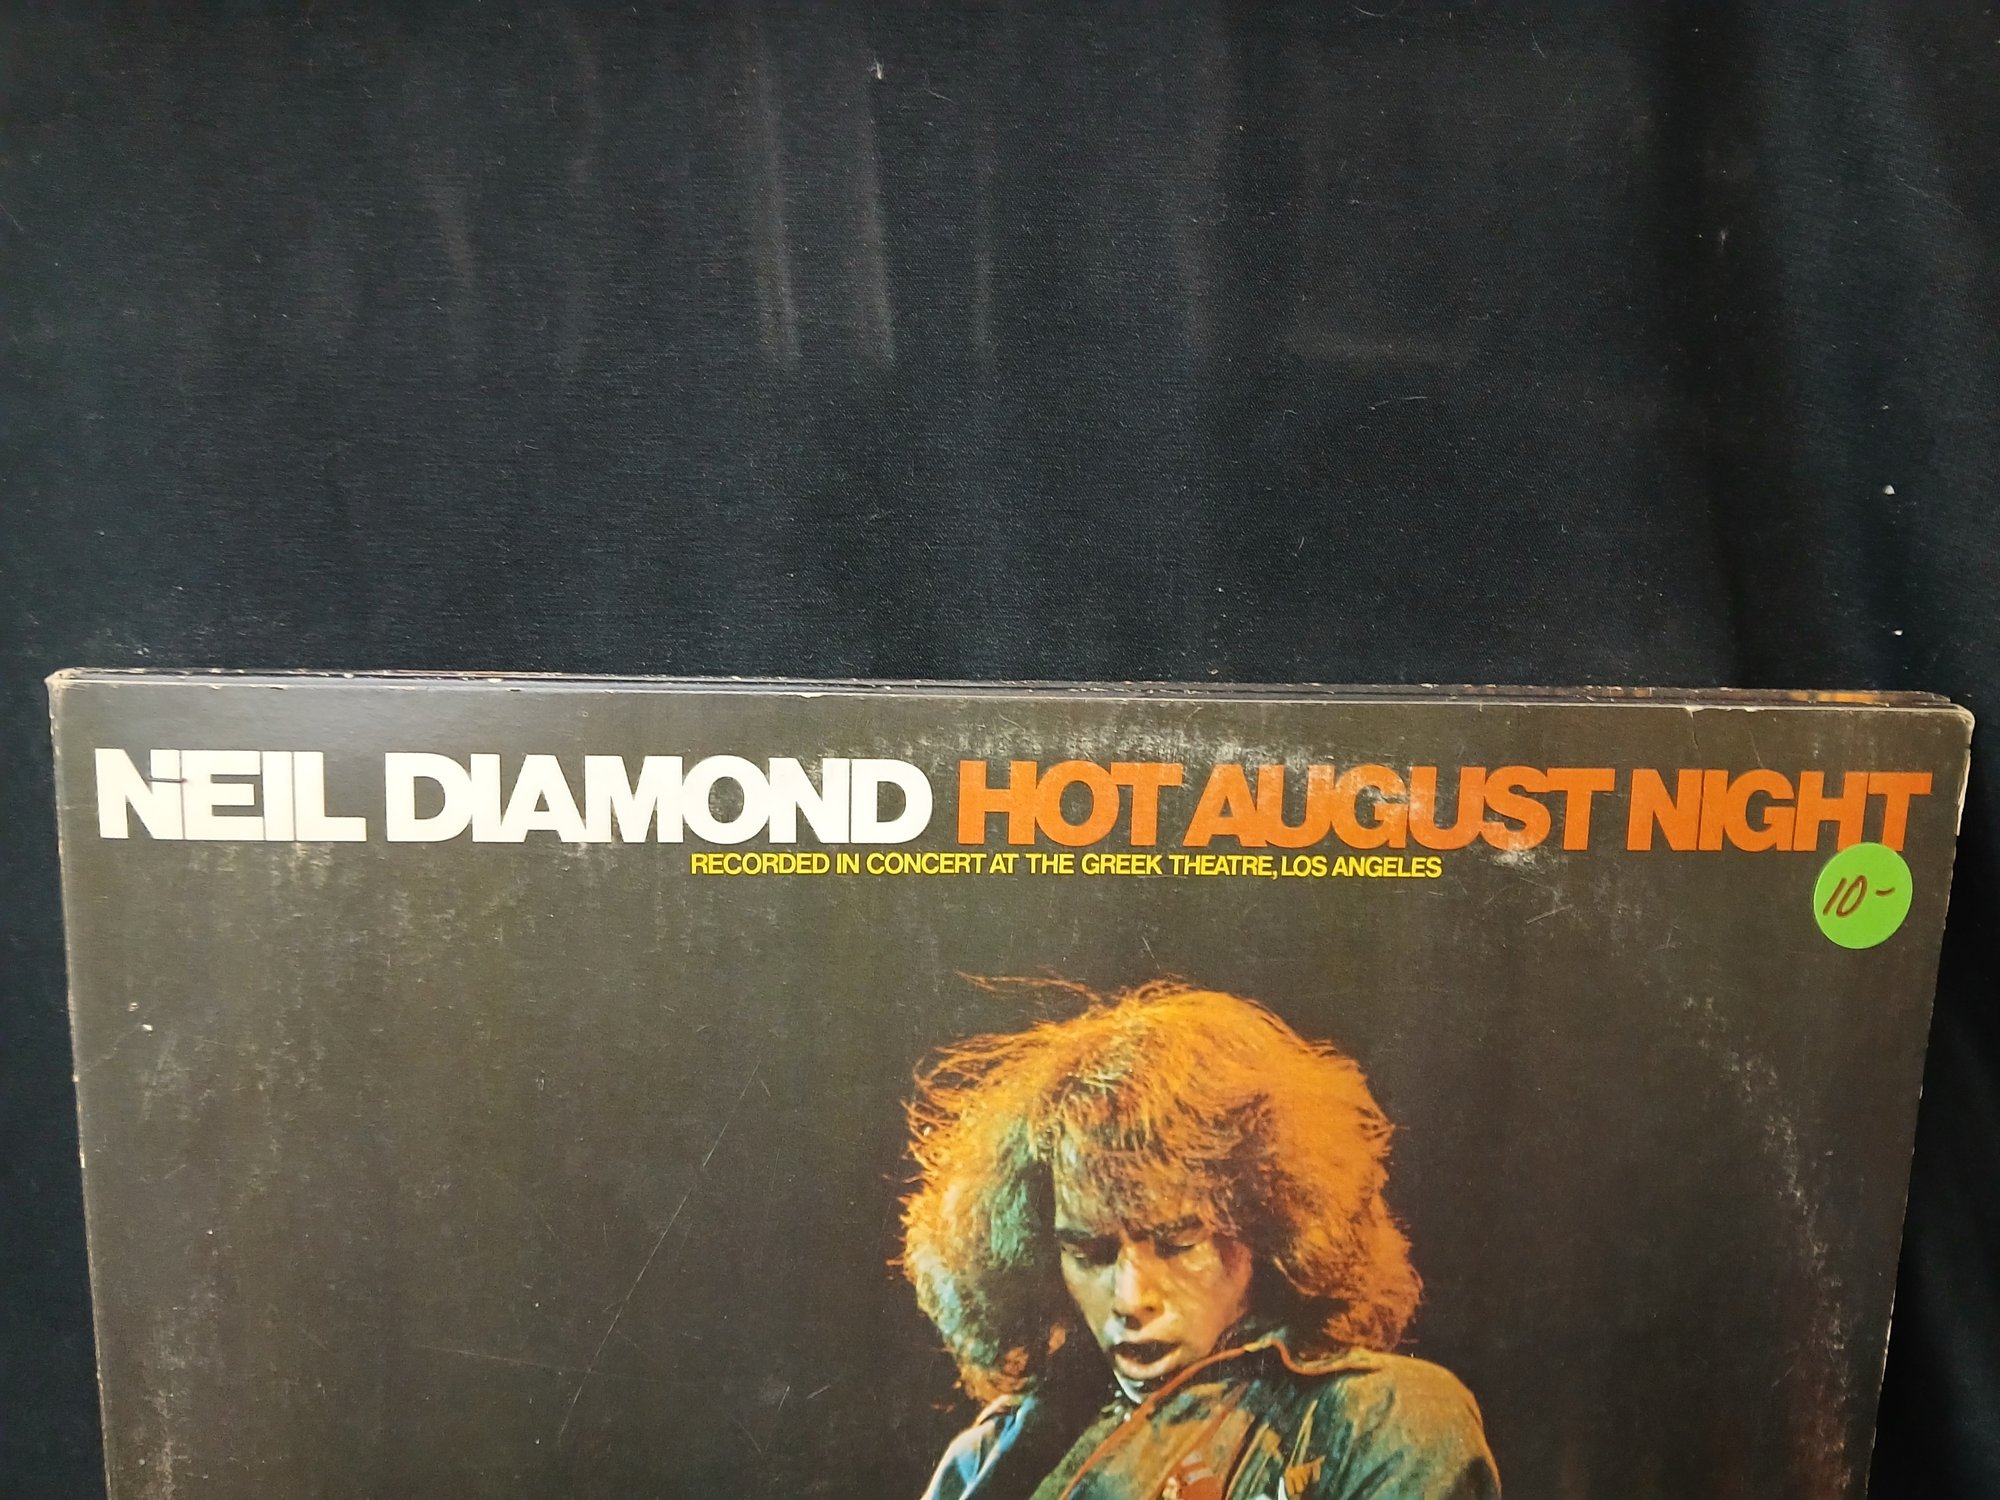 NEIL DIAMOND HOT AUGUST NIGHT
RECORDED IN CONCERT AT THE GREEK THEATRE, LOS ANGELES
10-